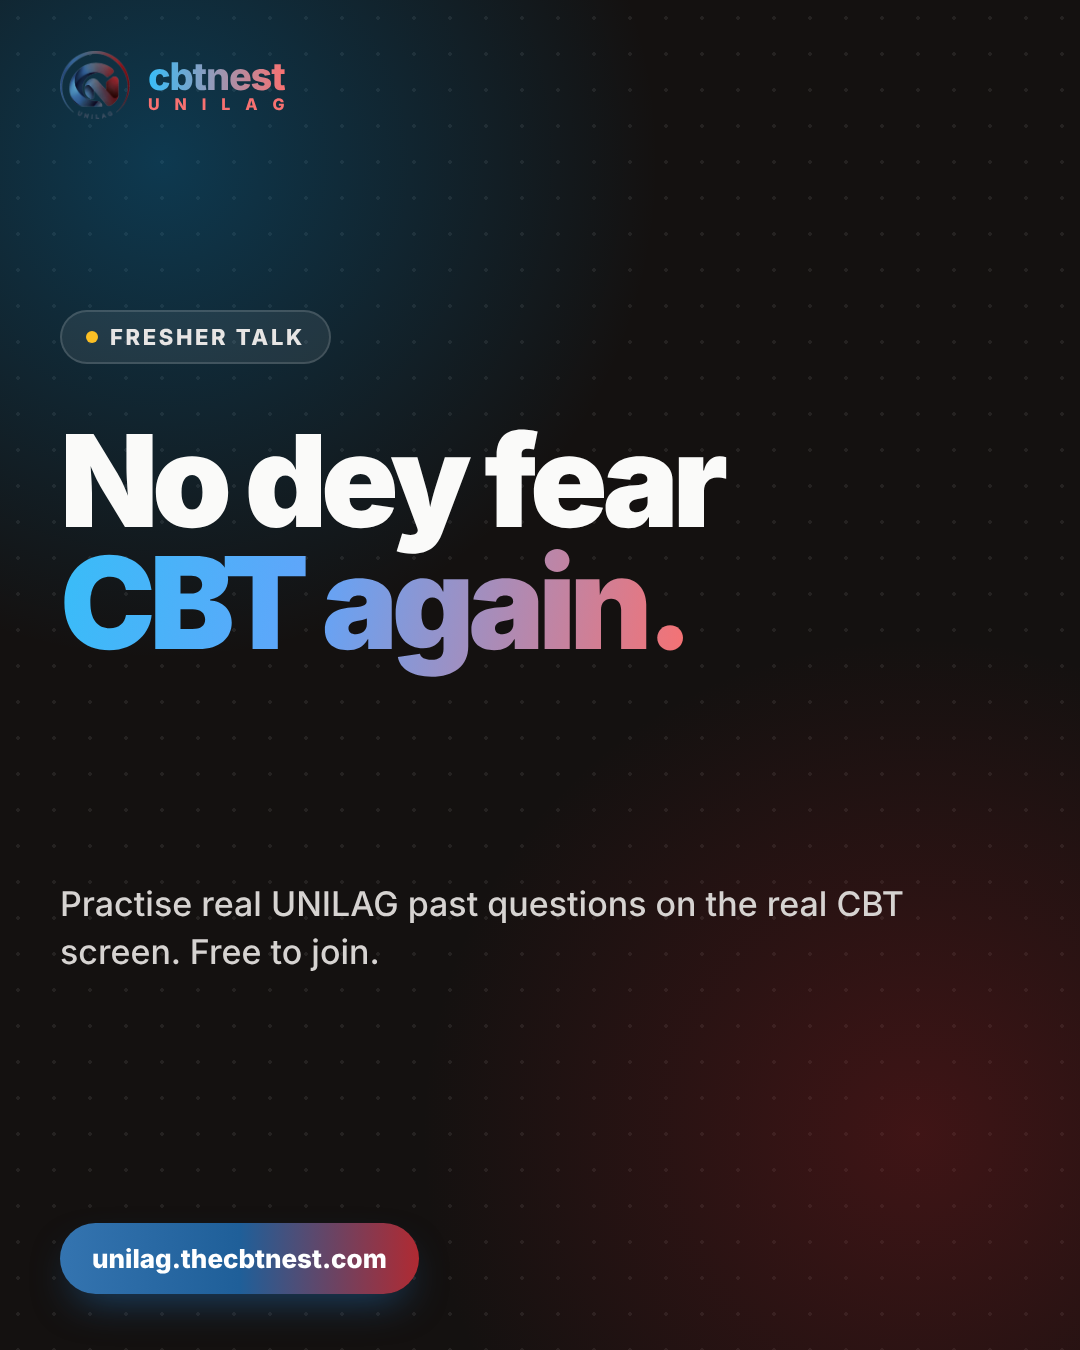 cbtnest
UNILAG
UNILAG
FRESHER TALK
No dey fear
CBT again.
Practise real UNILAG past questions on the real CBT
screen. Free to join.
unilag.thecbtnest.com